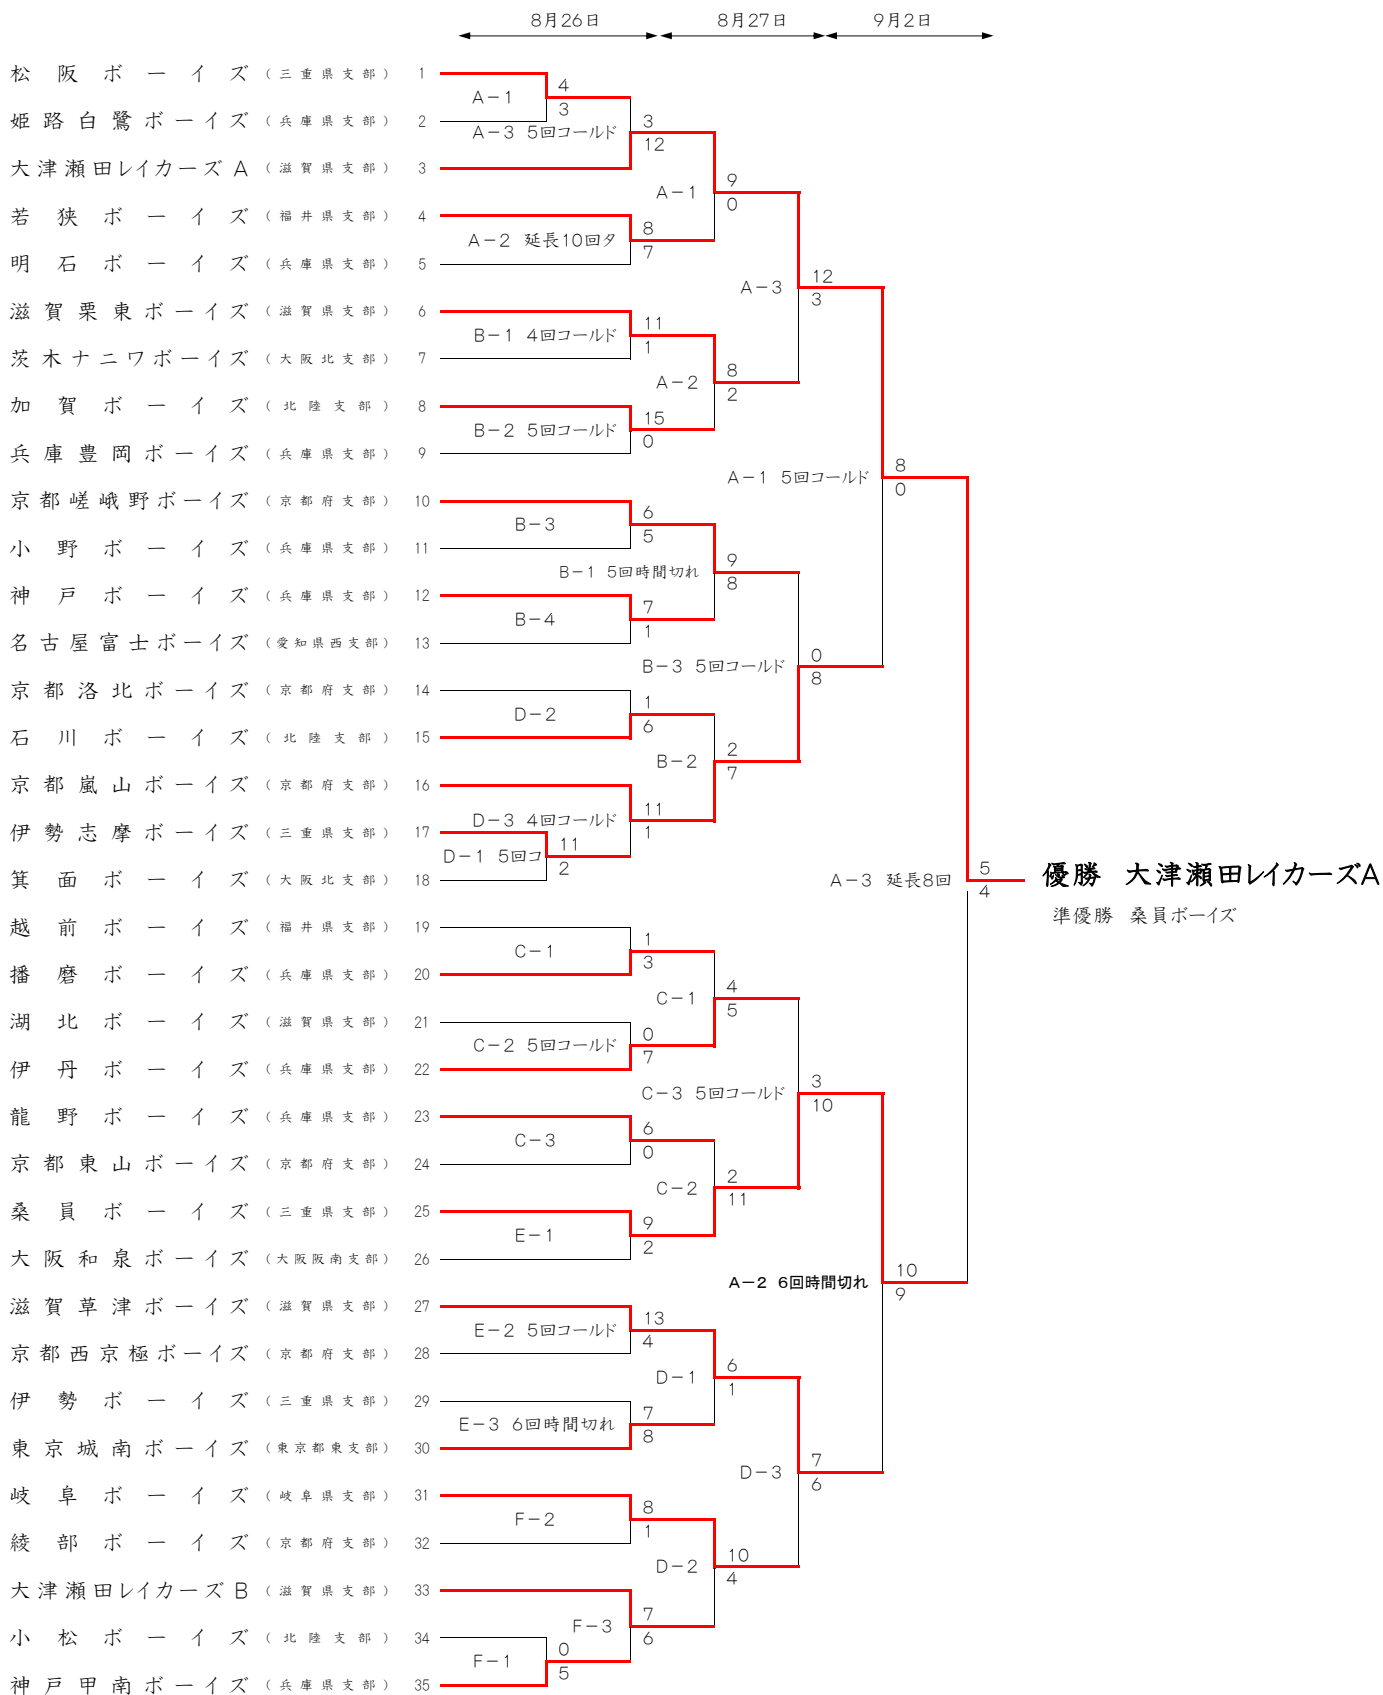 8月26日 8月27日 9月2日
松阪ボーイズ (三重県支部) 1
A-1 4
3
姫路白鷺ボーイズ (兵庫県支部) 2
A-3 5回コールド 3
12
大津瀬田レイカーズA (滋賀県支部) 3
A-1 9
0
若狭ボーイズ (福井県支部) 4
A-2 延長10回タ 8
7
明石ボーイズ (兵庫県支部) 5
A-3 12
3
滋賀栗東ボーイズ (滋賀県支部) 6
B-1 4回コールド 11
1
茨木ナニワボーイズ (大阪北支部) 7
A-2 8
2
加賀ボーイズ (北陸支部) 8
B-2 5回コールド 15
0
兵庫豊岡ボーイズ (兵庫県支部) 9
A-1 5回コールド 8
0
京都嵯峨野ボーイズ (京都府支部) 10
B-3 6
5
小野ボーイズ (兵庫県支部) 11
B-1 5回時間切れ 9
8
神戸ボーイズ (兵庫県支部) 12
B-4 7
1
名古屋富士ボーイズ (愛知県西支部) 13
B-3 5回コールド 0
8
京都洛北ボーイズ (京都府支部) 14
D-2 1
6
石川ボーイズ (北陸支部) 15
B-2 2
7
京都嵐山ボーイズ (京都府支部) 16
D-3 4回コールド 11
1
伊勢志摩ボーイズ (三重県支部) 17
D-1 5回コ 11
2
箕面ボーイズ (大阪北支部) 18
A-3 延長8回 5
4
優勝 大津瀬田レイカーズA
準優勝 桑員ボーイズ
越前ボーイズ (福井県支部) 19
C-1 1
3
播磨ボーイズ (兵庫県支部) 20
C-1 4
5
湖北ボーイズ (滋賀県支部) 21
C-2 5回コールド 0
7
伊丹ボーイズ (兵庫県支部) 22
C-3 5回コールド 3
10
龍野ボーイズ (兵庫県支部) 23
C-3 6
0
京都東山ボーイズ (京都府支部) 24
C-2 2
11
桑員ボーイズ (三重県支部) 25
E-1 9
2
大阪和泉ボーイズ (大阪阪南支部) 26
A-2 6回時間切れ 10
9
滋賀草津ボーイズ (滋賀県支部) 27
E-2 5回コールド 13
4
京都西京極ボーイズ (京都府支部) 28
D-1 6
1
伊勢ボーイズ (三重県支部) 29
E-3 6回時間切れ 7
8
東京城南ボーイズ (東京都東支部) 30
D-3 7
6
岐阜ボーイズ (岐阜県支部) 31
F-2 8
1
綾部ボーイズ (京都府支部) 32
D-2 10
4
大津瀬田レイカーズB (滋賀県支部) 33
F-3 7
6
小松ボーイズ (北陸支部) 34
F-1 0
5
神戸甲南ボーイズ (兵庫県支部) 35